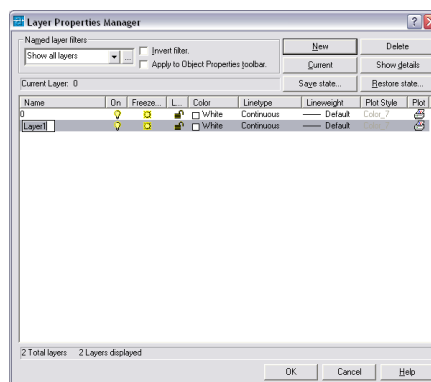 Layer Properties Manager
Named layer filters
Show all layers
...
Invert filter.
Apply to Object Properties toolbar.
New
Delete
Current
Show details
Current Layer: 0
Save state...
Restore state...
Name On Freeze... L... Color Linetype Lineweight Plot Style Plot
0 White Continuous Default Color_7
Layer1 White Continuous Default Color_7
2 Total layers 2 Layers displayed
OK Cancel Help